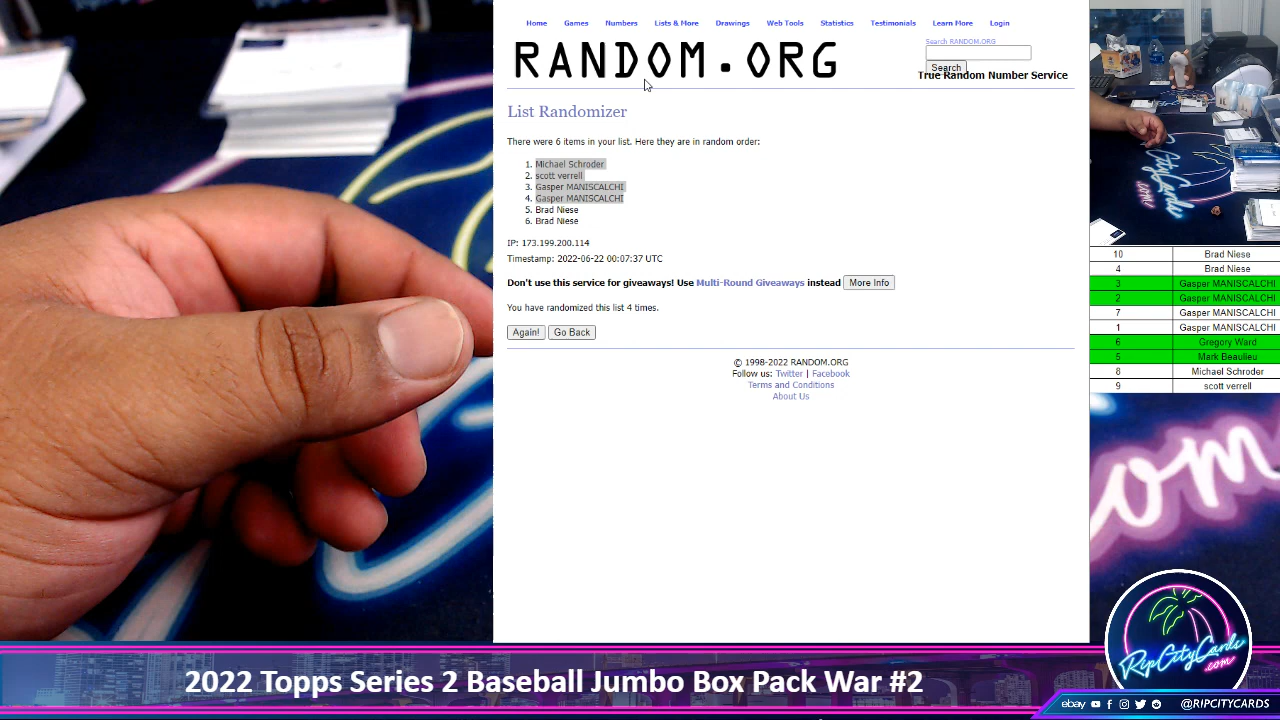 Home Games Numbers Lists & More Drawings Web Tools Statistics Testimonials Learn More Login
RANDOM.ORG
Search RANDOM.ORG
Search
True Random Number Service
List Randomizer
There were 6 items in your list. Here they are in random order:
1. Michael Schroder
2. scott verrell
3. Gasper MANISCALCHI
4. Gasper MANISCALCHI
5. Brad Niese
6. Brad Niese
IP: 173.199.200.114
Timestamp: 2022-06-22 00:07:37 UTC
Don't use this service for giveaways! Use Multi-Round Giveaways instead More Info
You have randomized this list 4 times.
Again! Go Back
© 1998-2022 RANDOM.ORG
Follow us: Twitter | Facebook
Terms and Conditions
About Us
10 Brad Niese
4 Brad Niese
3 Gasper MANISCALCHI
2 Gasper MANISCALCHI
7 Gasper MANISCALCHI
1 Gasper MANISCALCHI
6 Gregory Ward
5 Mark Beaulieu
8 Michael Schroder
9 scott verrell
om
RipCityCards
.com
2022 Topps Series 2 Baseball Jumbo Box Pack War #2
ebay @RIPCITYCARDS